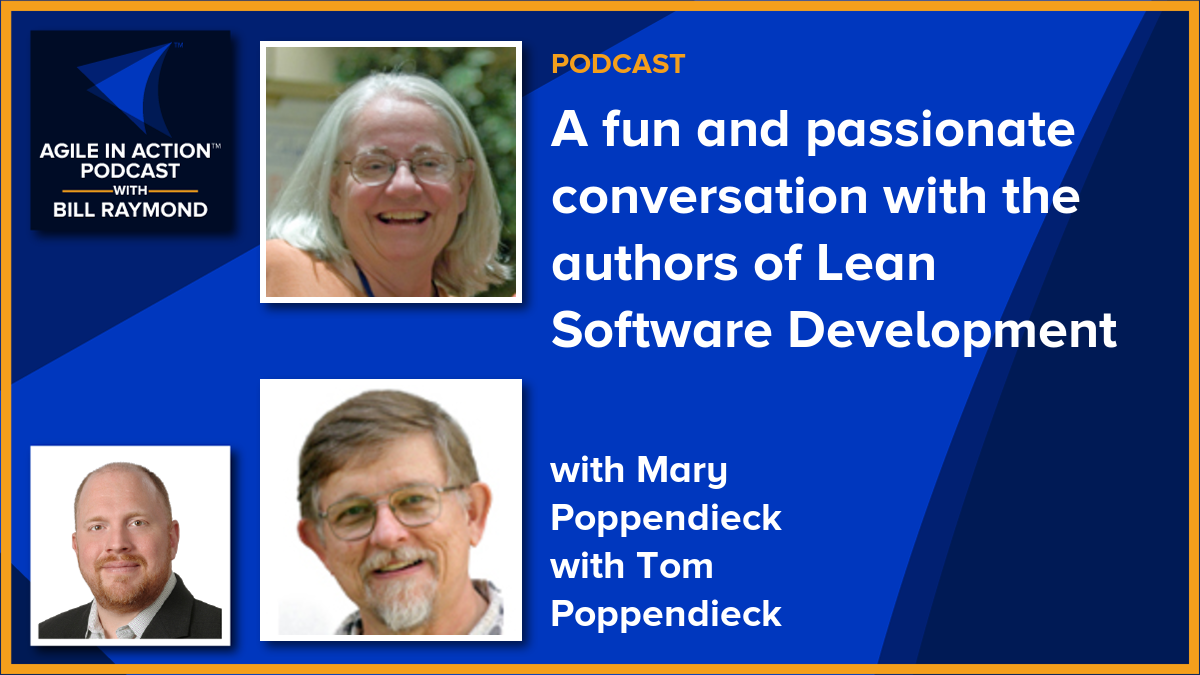 AGILE IN ACTION™
PODCAST
WITH
BILL RAYMOND
PODCAST
A fun and passionate
conversation with the
authors of Lean
Software Development
with Mary
Poppendieck
with Tom
Poppendieck